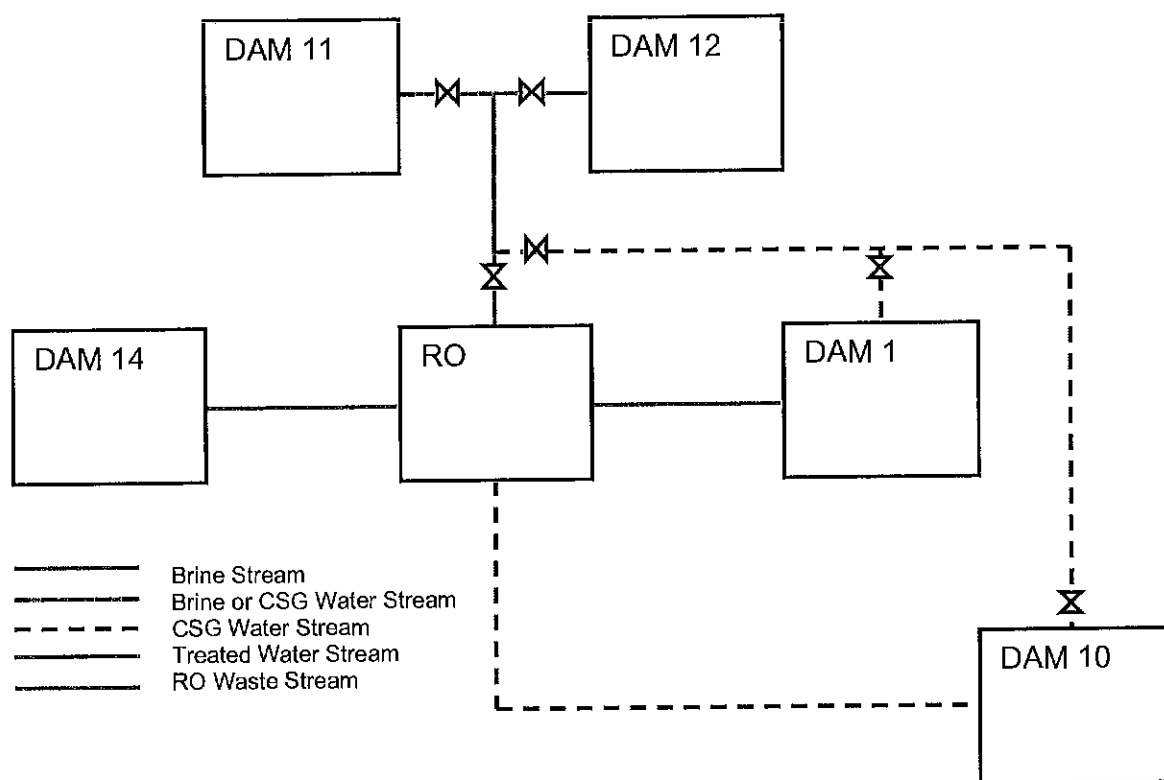 DAM 11
DAM 12
DAM 14
RO
DAM 1
Brine Stream
Brine or CSG Water Stream
CSG Water Stream
Treated Water Stream
RO Waste Stream
DAM 10